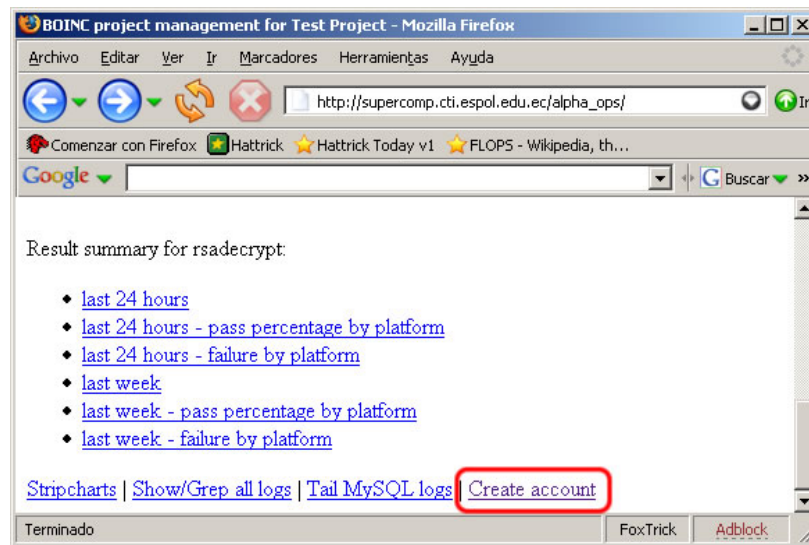 BOINC project management for Test Project - Mozilla Firefox
Archivo Editar Ver Ir Marcadores Herramientas Ayuda
http://supercomp.cti.espol.edu.ec/alpha_ops/ Ir
Comenzar con Firefox Hattrick Hattrick Today v1 FLOPS - Wikipedia, th...
Google Buscar »
Result summary for rsadecrypt:
• last 24 hours
• last 24 hours - pass percentage by platform
• last 24 hours - failure by platform
• last week
• last week - pass percentage by platform
• last week - failure by platform
Stripcharts | Show/Grep all logs | Tail MySQL logs | Create account
Terminado FoxTrick Adblock